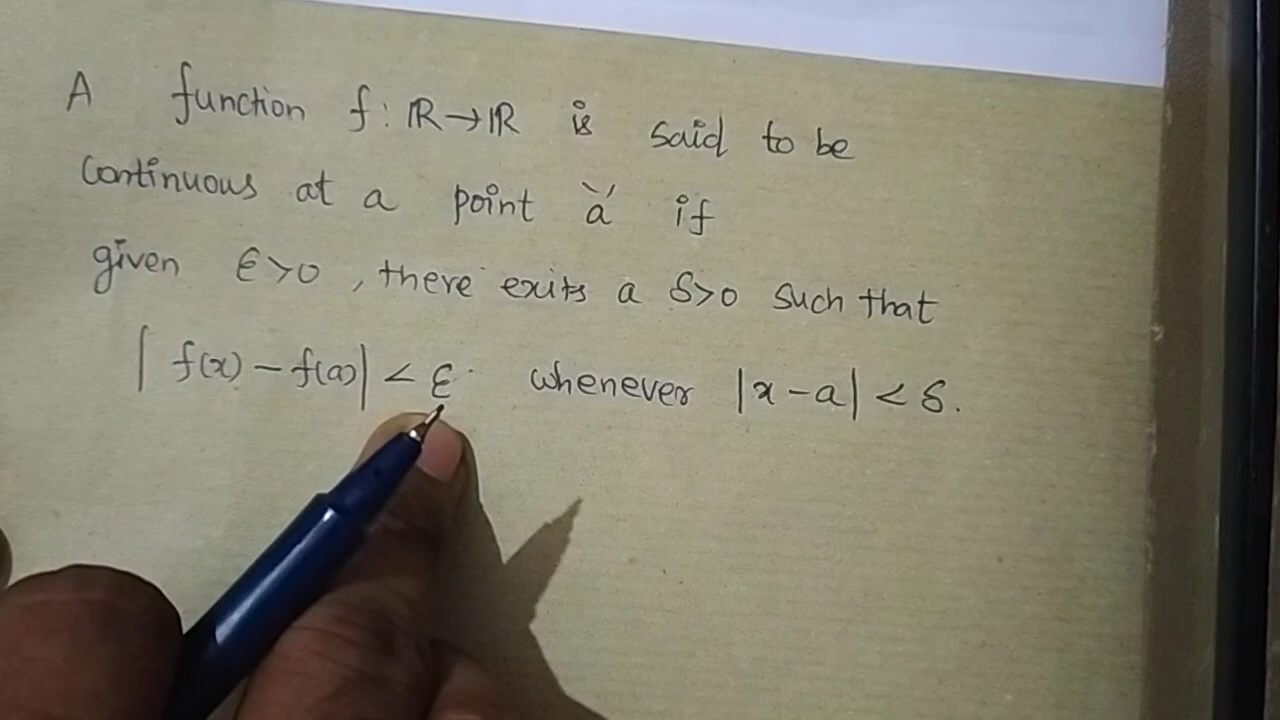 A function f: ℝ→ℝ is said to be
continuous at a point `a' if
given ϵ>0, there exits a δ>0 such that
|f(x) - f(a)| < ε whenever |x-a| < δ.